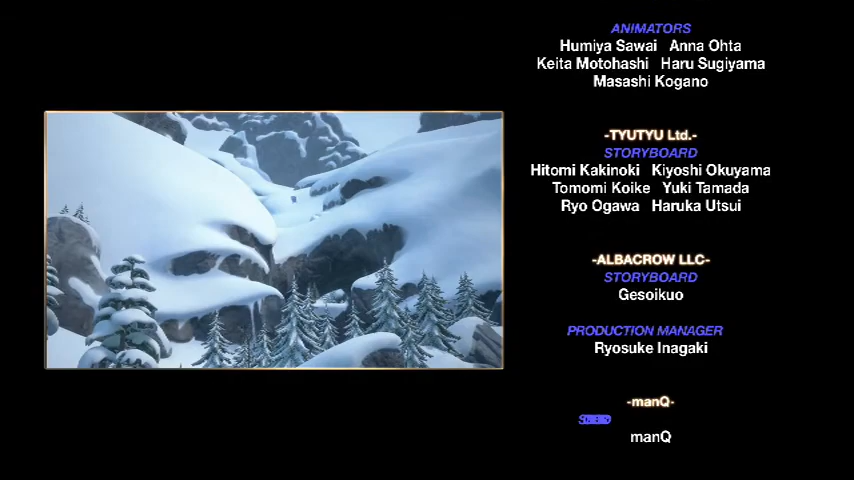 ANIMATORS
Humiya Sawai Anna Ohta
Keita Motohashi Haru Sugiyama
Masashi Kogano
-TYUTYU Ltd.-
STORYBOARD
Hitomi Kakinoki Kiyoshi Okuyama
Tomomi Koike Yuki Tamada
Ryo Ogawa Haruka Utsui
-ALBACROW LLC-
STORYBOARD
Gesoikuo
PRODUCTION MANAGER
Ryosuke Inagaki
-manQ-
manQ